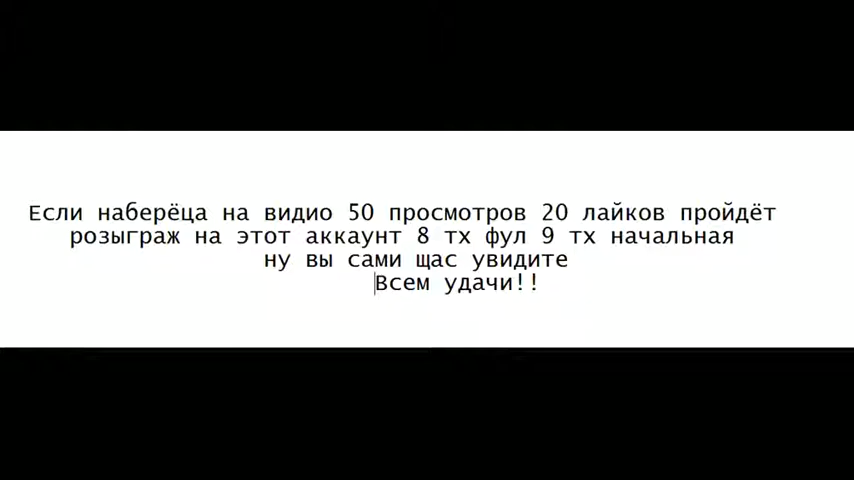 Если наберёца на видио 50 просмотров 20 лайков пройдёт
розыграж на этот аккаунт 8 тх фул 9 тх начальная
ну вы сами щас увидите
Всем удачи!!